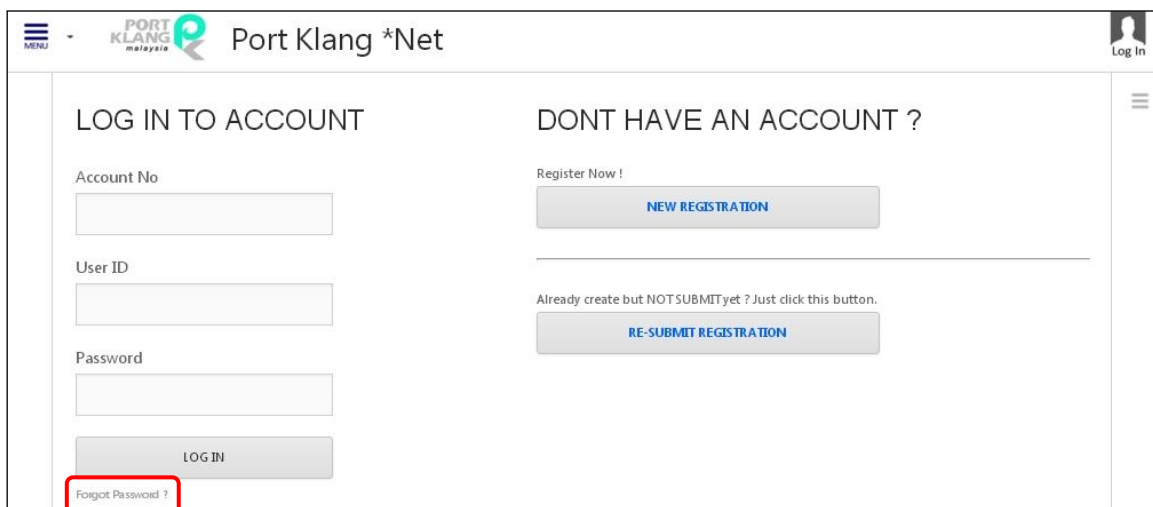 MENU
PORT
KLANG
malaysia
Port Klang *Net
Log In
LOG IN TO ACCOUNT
Account No
User ID
Password
LOG IN
Forgot Password ?
DONT HAVE AN ACCOUNT ?
Register Now !
NEW REGISTRATION
Already create but NOT SUBMIT yet ? Just click this button.
RE-SUBMIT REGISTRATION